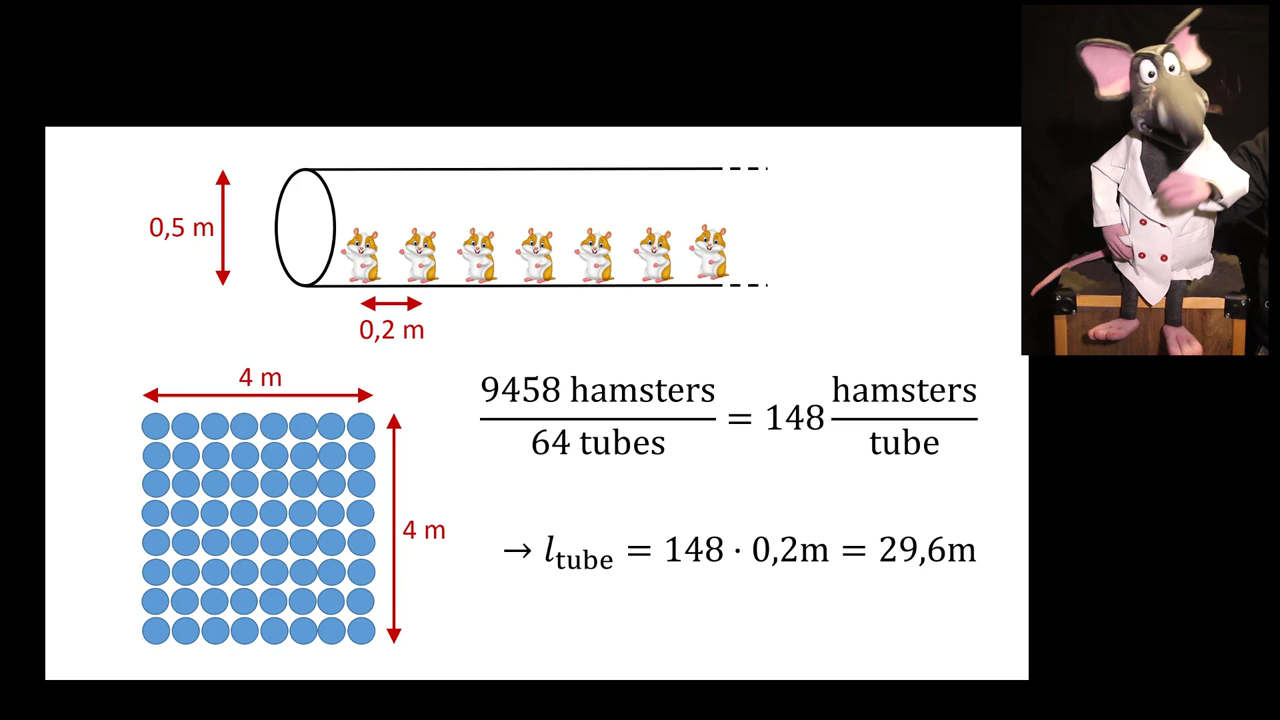 0,5 m
0,2 m
4 m
4 m
9458 hamsters / 64 tubes = 148 hamsters / tube
→ l_tube = 148 · 0,2m = 29,6m